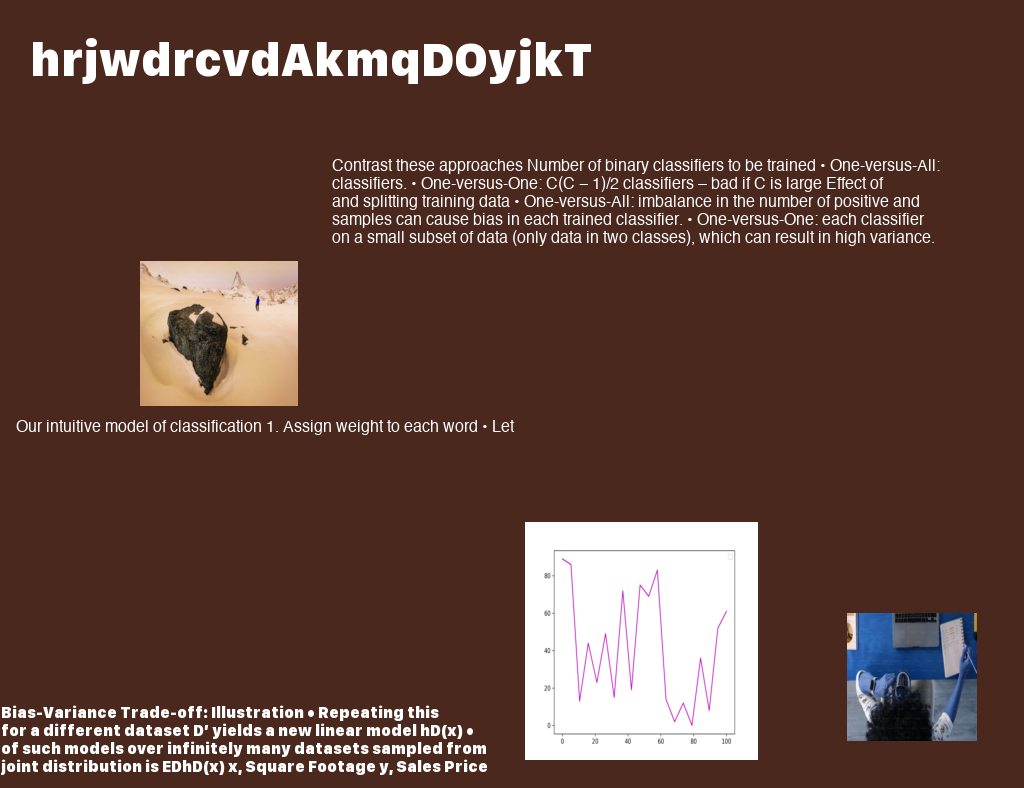 hrjwdrcvdAkmqDOyjkT
Contrast these approaches Number of binary classifiers to be trained • One-versus-All:
classifiers. • One-versus-One: C(C – 1)/2 classifiers – bad if C is large Effect of
and splitting training data • One-versus-All: imbalance in the number of positive and
samples can cause bias in each trained classifier. • One-versus-One: each classifier
on a small subset of data (only data in two classes), which can result in high variance.
Our intuitive model of classification 1. Assign weight to each word • Let
80
60
40
20
0
0 20 40 60 80 100
Bias-Variance Trade-off: Illustration • Repeating this
for a different dataset D’ yields a new linear model hD(x) •
of such models over infinitely many datasets sampled from
joint distribution is EDhD(x) x, Square Footage y, Sales Price